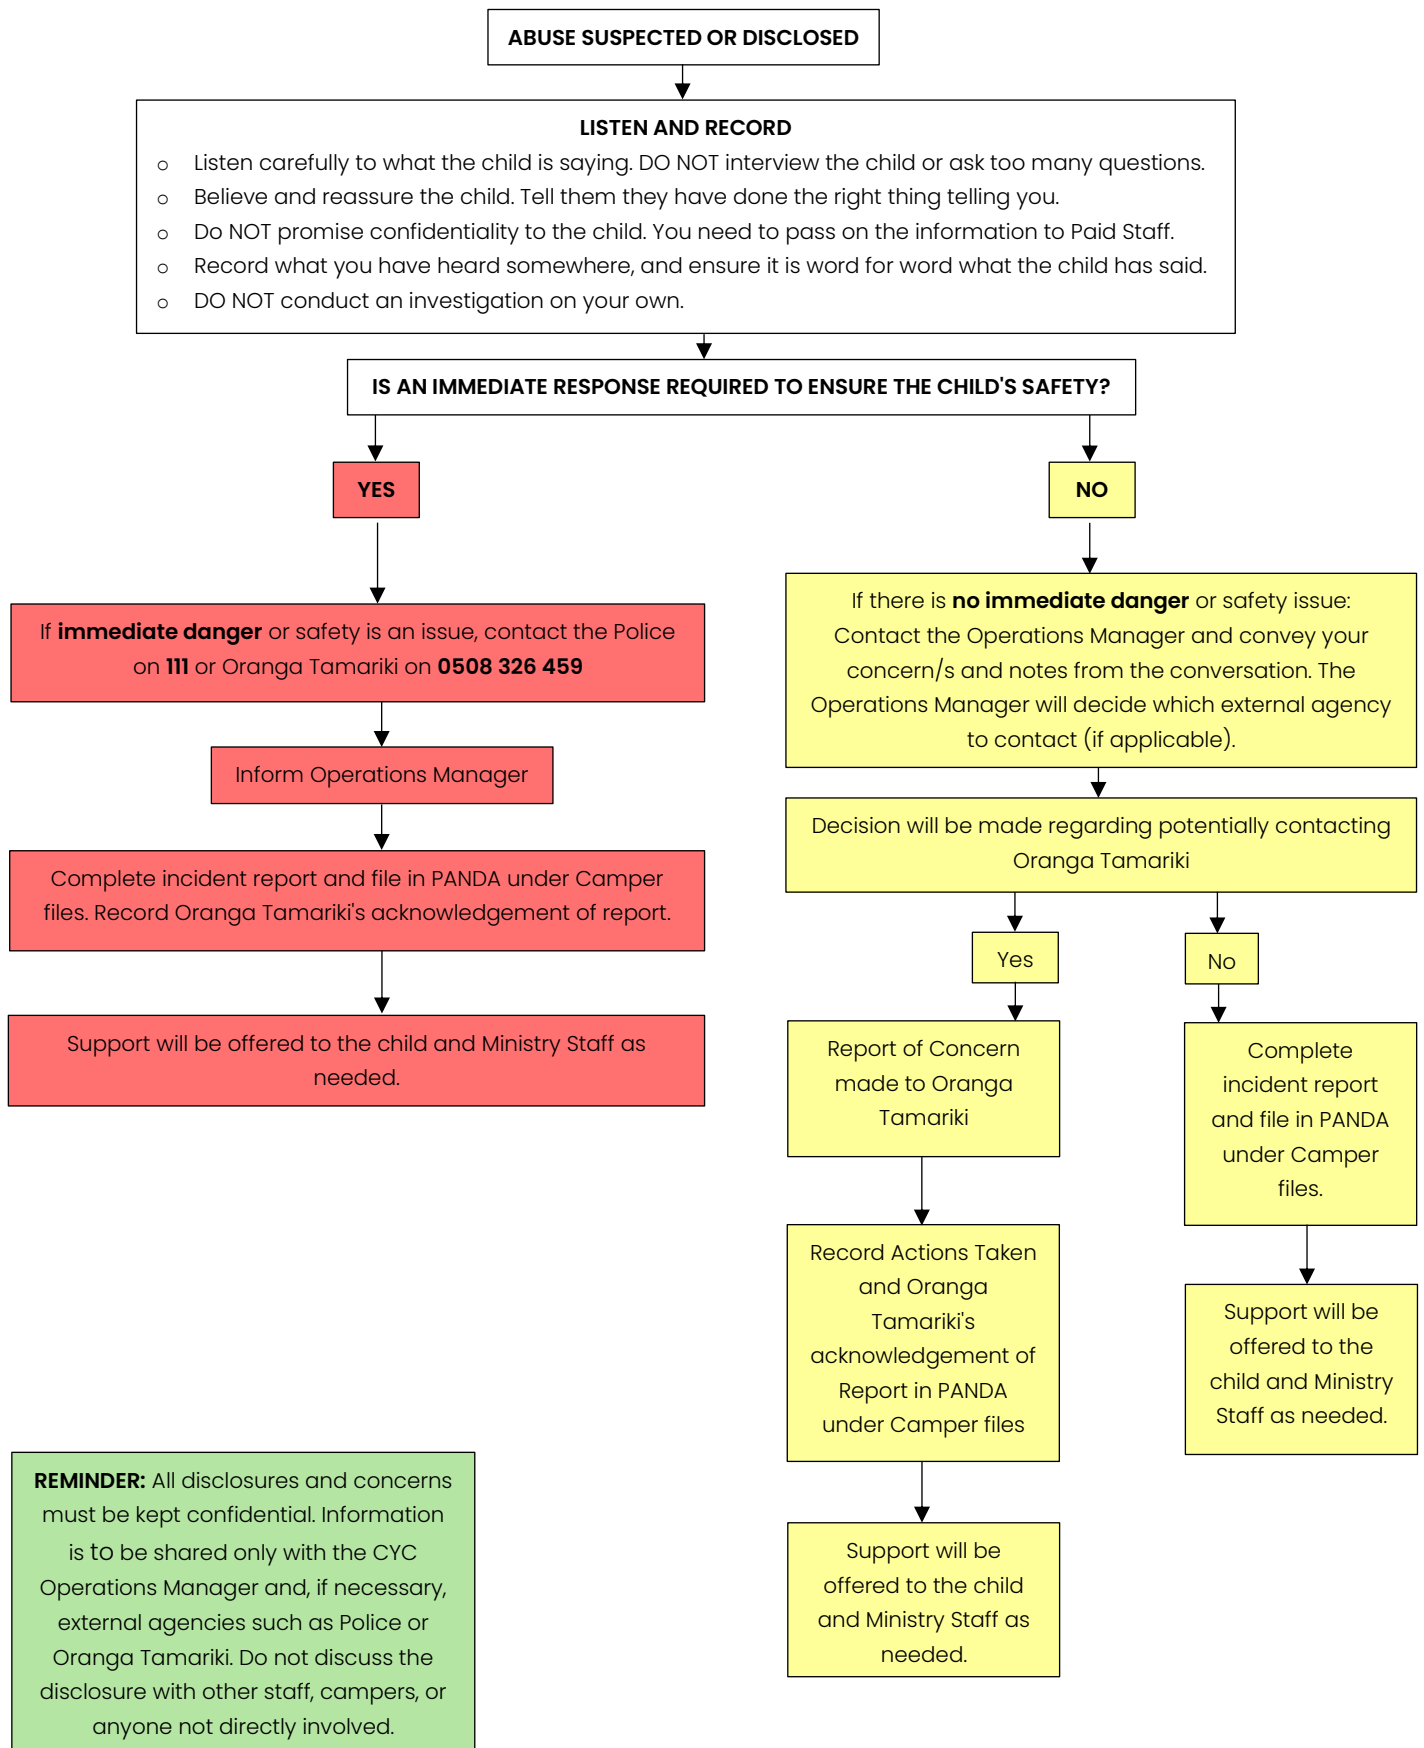 ABUSE SUSPECTED OR DISCLOSED
LISTEN AND RECORD
o Listen carefully to what the child is saying. DO NOT interview the child or ask too many questions.
o Believe and reassure the child. Tell them they have done the right thing telling you.
o Do NOT promise confidentiality to the child. You need to pass on the information to Paid Staff.
o Record what you have heard somewhere, and ensure it is word for word what the child has said.
o DO NOT conduct an investigation on your own.
IS AN IMMEDIATE RESPONSE REQUIRED TO ENSURE THE CHILD'S SAFETY?
YES
If immediate danger or safety is an issue, contact the Police
on 111 or Oranga Tamariki on 0508 326 459
Inform Operations Manager
Complete incident report and file in PANDA under Camper
files. Record Oranga Tamariki's acknowledgement of report.
Support will be offered to the child and Ministry Staff as
needed.
NO
If there is no immediate danger or safety issue:
Contact the Operations Manager and convey your
concern/s and notes from the conversation. The
Operations Manager will decide which external agency
to contact (if applicable).
Decision will be made regarding potentially contacting
Oranga Tamariki
Yes
Report of Concern
made to Oranga
Tamariki
Record Actions Taken
and Oranga
Tamariki's
acknowledgement of
Report in PANDA
under Camper files
Support will be
offered to the child
and Ministry Staff as
needed.
No
Complete
incident report
and file in PANDA
under Camper
files.
Support will be
offered to the
child and Ministry
Staff as needed.
REMINDER: All disclosures and concerns
must be kept confidential. Information
is to be shared only with the CYC
Operations Manager and, if necessary,
external agencies such as Police or
Oranga Tamariki. Do not discuss the
disclosure with other staff, campers, or
anyone not directly involved.